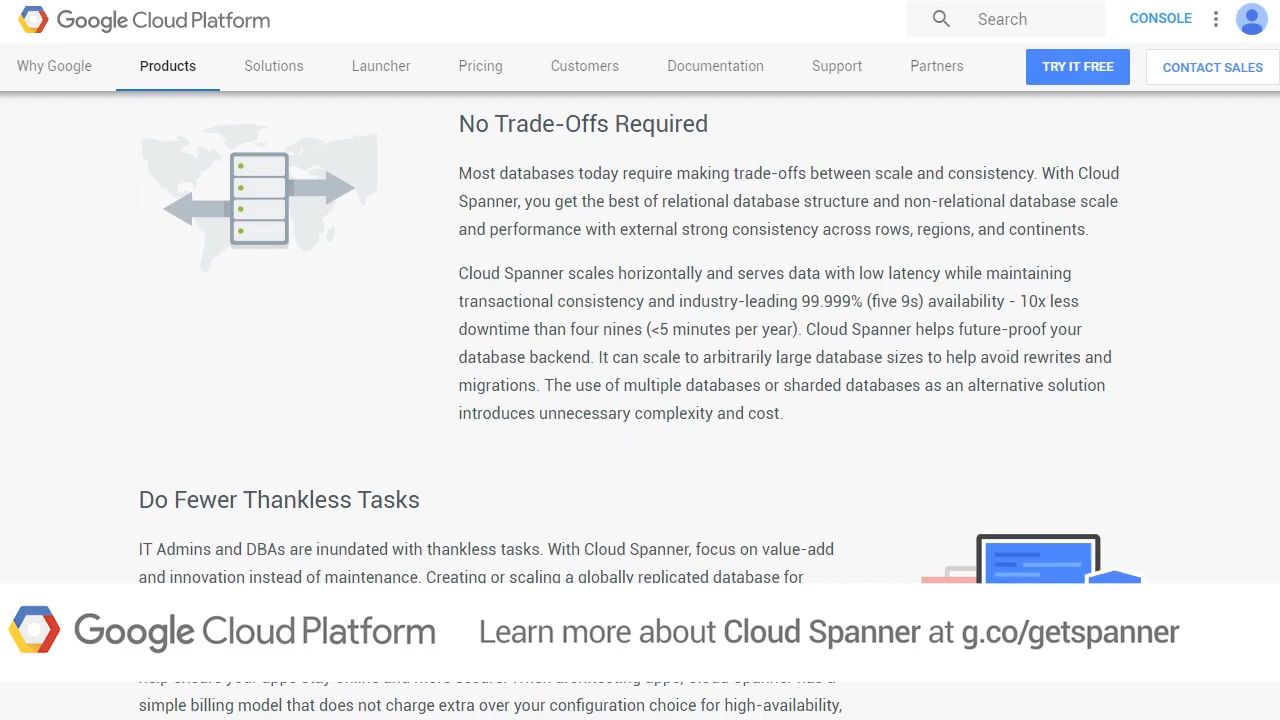 Google Cloud Platform
Search
CONSOLE
Why Google
Products
Solutions
Launcher
Pricing
Customers
Documentation
Support
Partners
TRY IT FREE
CONTACT SALES
No Trade-Offs Required
Most databases today require making trade-offs between scale and consistency. With Cloud
Spanner, you get the best of relational database structure and non-relational database scale
and performance with external strong consistency across rows, regions, and continents.
Cloud Spanner scales horizontally and serves data with low latency while maintaining
transactional consistency and industry-leading 99.999% (five 9s) availability - 10x less
downtime than four nines (<5 minutes per year). Cloud Spanner helps future-proof your
database backend. It can scale to arbitrarily large database sizes to help avoid rewrites and
migrations. The use of multiple databases or sharded databases as an alternative solution
introduces unnecessary complexity and cost.
Do Fewer Thankless Tasks
IT Admins and DBAs are inundated with thankless tasks. With Cloud Spanner, focus on value-add
and innovation instead of maintenance. Creating or scaling a globally replicated database for
Google Cloud Platform
Learn more about Cloud Spanner at g.co/getspanner
simple billing model that does not charge extra over your configuration choice for high-availability,